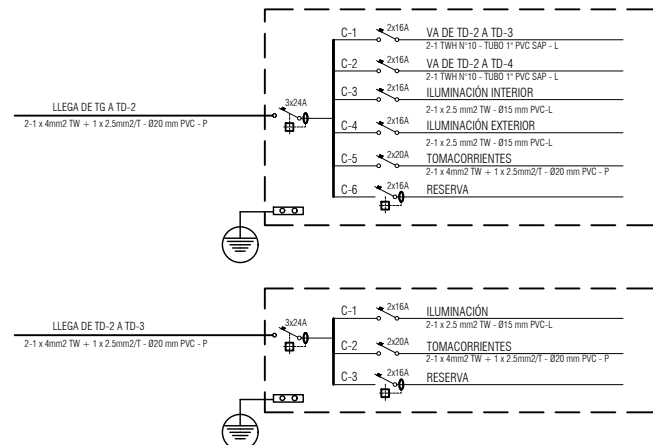 LLEGA DE TG A TD-2
2-1 x 4mm2 TW + 1 x 2.5mm2/T - Ø20 mm PVC - P
3x24A
C-1 2x16A VA DE TD-2 A TD-3
2-1 TWH N°10 - TUBO 1" PVC SAP - L
C-2 2x16A VA DE TD-2 A TD-4
2-1 TWH N°10 - TUBO 1" PVC SAP - L
C-3 2x16A ILUMINACIÓN INTERIOR
2-1 x 2.5 mm2 TW - Ø15 mm PVC-L
C-4 2x16A ILUMINACIÓN EXTERIOR
2-1 x 2.5 mm2 TW - Ø15 mm PVC-L
C-5 2x20A TOMACORRIENTES
2-1 x 4mm2 TW + 1 x 2.5mm2/T - Ø20 mm PVC - P
C-6 2x16A RESERVA
LLEGA DE TD-2 A TD-3
2-1 x 4mm2 TW + 1 x 2.5mm2/T - Ø20 mm PVC - P
3x24A
C-1 2x16A ILUMINACIÓN
2-1 x 2.5 mm2 TW - Ø15 mm PVC-L
C-2 2x20A TOMACORRIENTES
2-1 x 4mm2 TW + 1 x 2.5mm2/T - Ø20 mm PVC - P
C-3 2x16A RESERVA